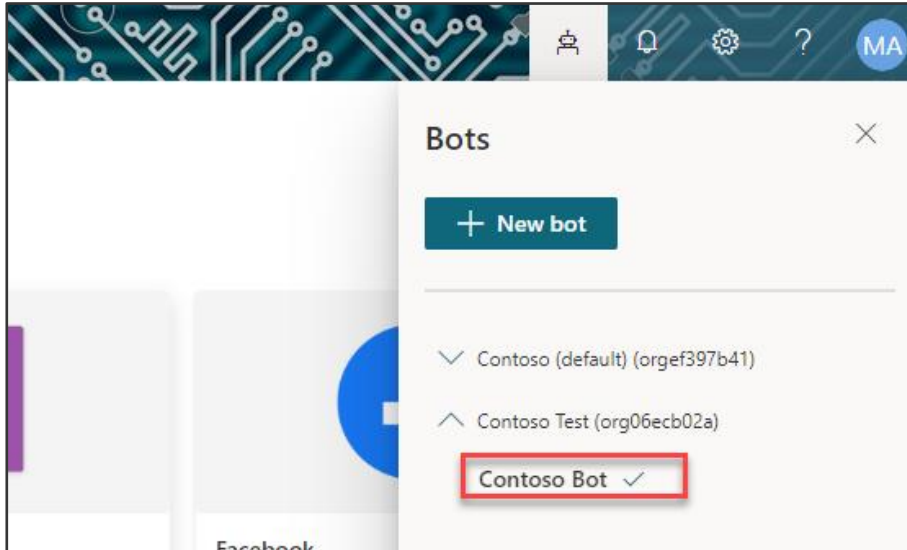 ?
MA
Bots
New bot
Contoso (default) (orgef397b41)
Contoso Test (org06ecb02a)
Contoso Bot
Facebook